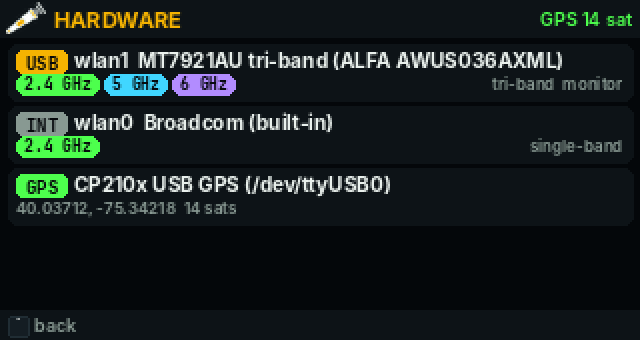 HARDWARE GPS 14 sat
USB wlan1 MT7921AU tri-band (ALFA AWUS036AXML)
2.4 GHz 5 GHz 6 GHz tri-band monitor
INT wlan0 Broadcom (built-in)
2.4 GHz single-band
GPS CP210x USB GPS (/dev/ttyUSB0)
40.03712, -75.34218 14 sats
back